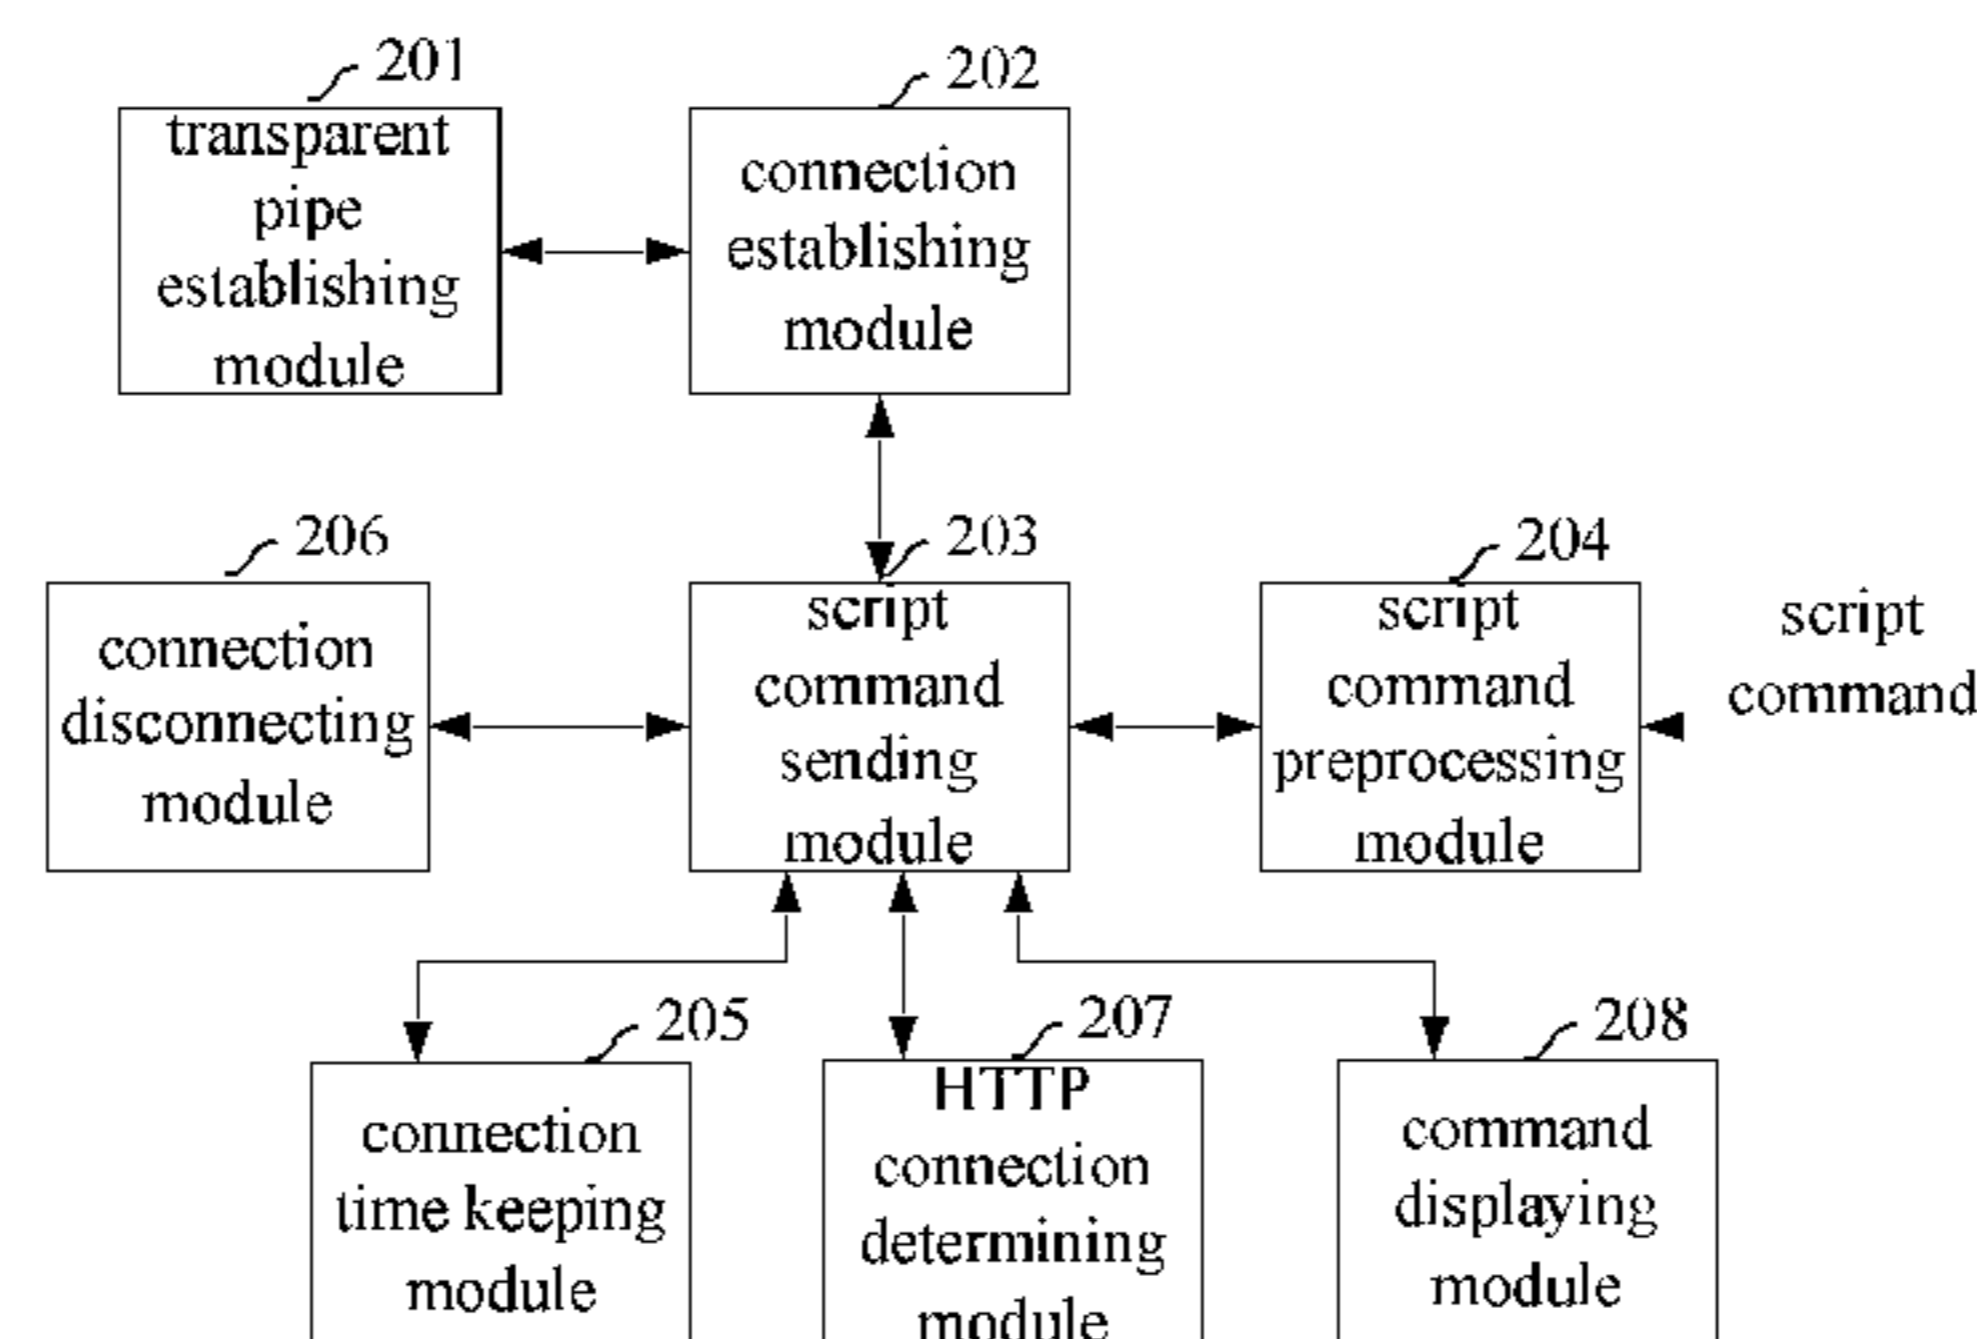 201
transparent
pipe
establishing
module
202
connection
establishing
module
206
connection
disconnecting
module
203
script
command
sending
module
204
script
command
preprocessing
module
script
command
205
connection
time keeping
module
207
HTTP
connection
determining
module
208
command
displaying
module